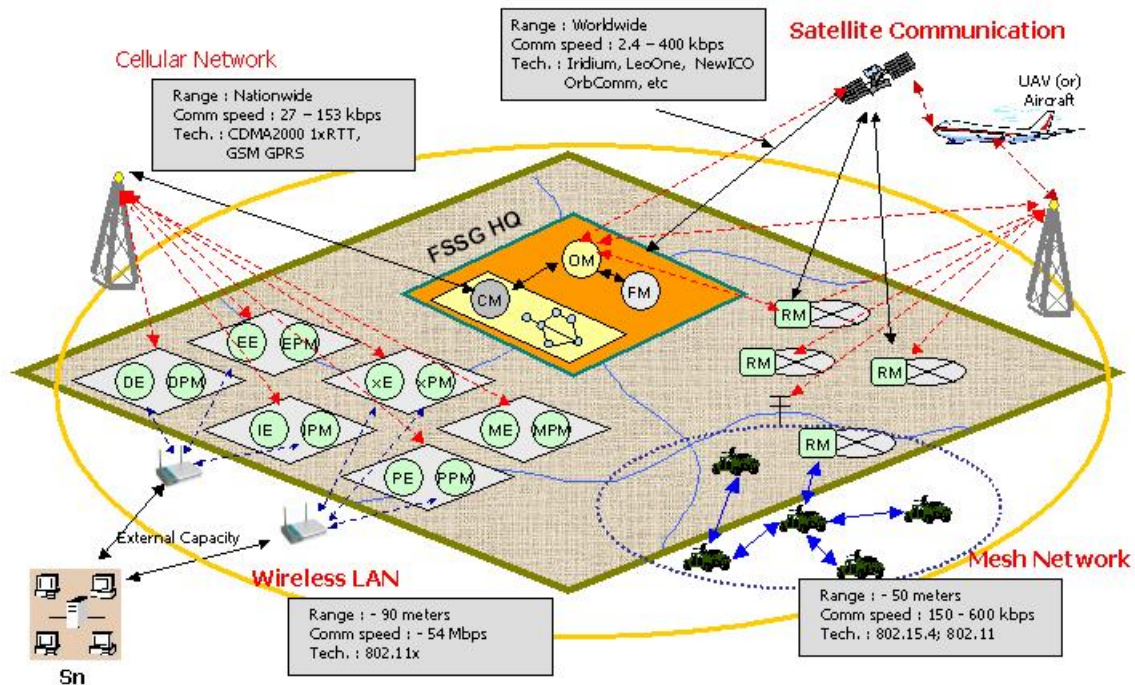 Range : Worldwide
Comm speed : 2.4 – 400 kbps
Tech. : Iridium, LeoOne, NewICO
OrbComm, etc
Satellite Communication
UAV (or)
Aircraft
Cellular Network
Range : Nationwide
Comm speed : 27 – 153 kbps
Tech. : CDMA2000 1xRTT,
GSM GPRS
FSSG HQ
OM
FM
CM
RM
RM
RM
RM
EE EPM
DE DPM
xE xPM
IE IPM
ME MPM
PE PPM
External Capacity
Sn
Wireless LAN
Range : - 90 meters
Comm speed : - 54 Mbps
Tech. : 802.11x
Mesh Network
Range : - 50 meters
Comm speed : 150 - 600 kbps
Tech. : 802.15.4; 802.11